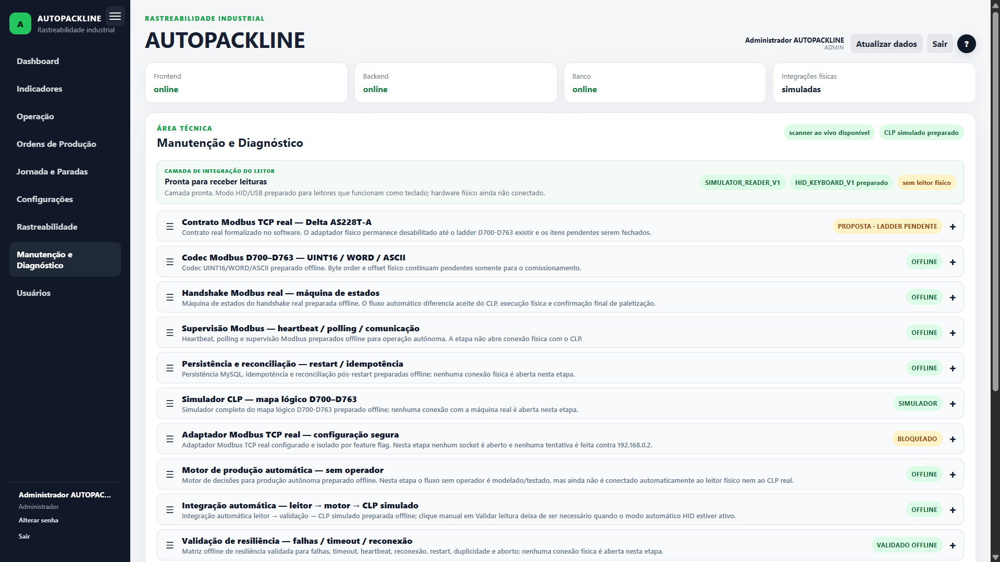 A
AUTOPACKLINE
Rastreabilidade industrial
Dashboard
Indicadores
Operação
Ordens de Produção
Jornada e Paradas
Configurações
Rastreabilidade
Manutenção e
Diagnóstico
Usuários
Administrador AUTOPAC...
Administrador
Alterar senha
Sair
RASTREABILIDADE INDUSTRIAL
AUTOPACKLINE
Administrador AUTOPACKLINE
ADMIN
Atualizar dados
Sair
?
Frontend
online
Backend
online
Banco
online
Integrações físicas
simuladas
ÁREA TÉCNICA
Manutenção e Diagnóstico
scanner ao vivo disponível
CLP simulado preparado
CAMADA DE INTEGRAÇÃO DO LEITOR
Pronta para receber leituras
Camada pronta. Modo HID/USB preparado para leitores que funcionam como teclado; hardware físico ainda não conectado.
SIMULATOR_READER_V1
HID_KEYBOARD_V1 preparado
sem leitor físico
Contrato Modbus TCP real — Delta AS228T-A
Contrato real formalizado no software. O adaptador físico permanece desabilitado até o ladder D700-D763 existir e os itens pendentes serem fechados.
PROPOSTA · LADDER PENDENTE
+
Codec Modbus D700–D763 — UINT16 / WORD / ASCII
Codec UINT16/WORD/ASCII preparado offline. Byte order e offset físico continuam pendentes somente para o comissionamento.
OFFLINE
+
Handshake Modbus real — máquina de estados
Máquina de estados do handshake real preparada offline. O fluxo automático diferencia aceite do CLP, execução física e confirmação final de paletização.
OFFLINE
+
Supervisão Modbus — heartbeat / polling / comunicação
Heartbeat, polling e supervisão Modbus preparados offline para operação autônoma. A etapa não abre conexão física com o CLP.
OFFLINE
+
Persistência e reconciliação — restart / idempotência
Persistência MySQL, idempotência e reconciliação pós-restart preparadas offline; nenhuma conexão física é aberta nesta etapa.
OFFLINE
+
Simulador CLP — mapa lógico D700–D763
Simulador completo do mapa lógico D700-D763 preparado offline; nenhuma conexão com a máquina real é aberta nesta etapa.
SIMULADOR
+
Adaptador Modbus TCP real — configuração segura
Adaptador Modbus TCP real configurado e isolado por feature flag. Nesta etapa nenhum socket é aberto e nenhuma tentativa é feita contra 192.168.0.2.
BLOQUEADO
+
Motor de produção automática — sem operador
Motor de decisões para produção autônoma preparado offline. Nesta etapa o fluxo sem operador é modelado/testado, mas ainda não é conectado automaticamente ao leitor físico nem ao CLP real.
OFFLINE
+
Integração automática — leitor → motor → CLP simulado
Integração automática leitor → validação → CLP simulado preparada offline; clique manual em Validar leitura deixa de ser necessário quando o modo automático HID estiver ativo.
OFFLINE
+
Validação de resiliência — falhas / timeout / reconexão
Matriz offline de resiliência validada para falhas, timeout, heartbeat, reconexão, restart, duplicidade e aborto; nenhuma conexão física é aberta nesta etapa.
VALIDADO OFFLINE
+